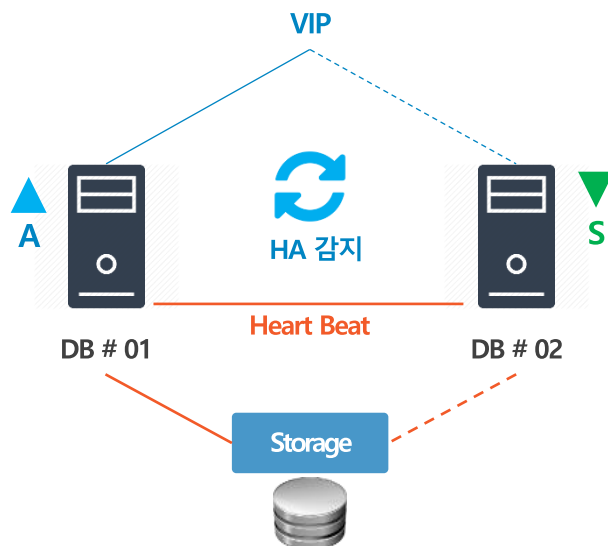 VIP
A
S
HA 감지
Heart Beat
DB # 01
DB # 02
Storage